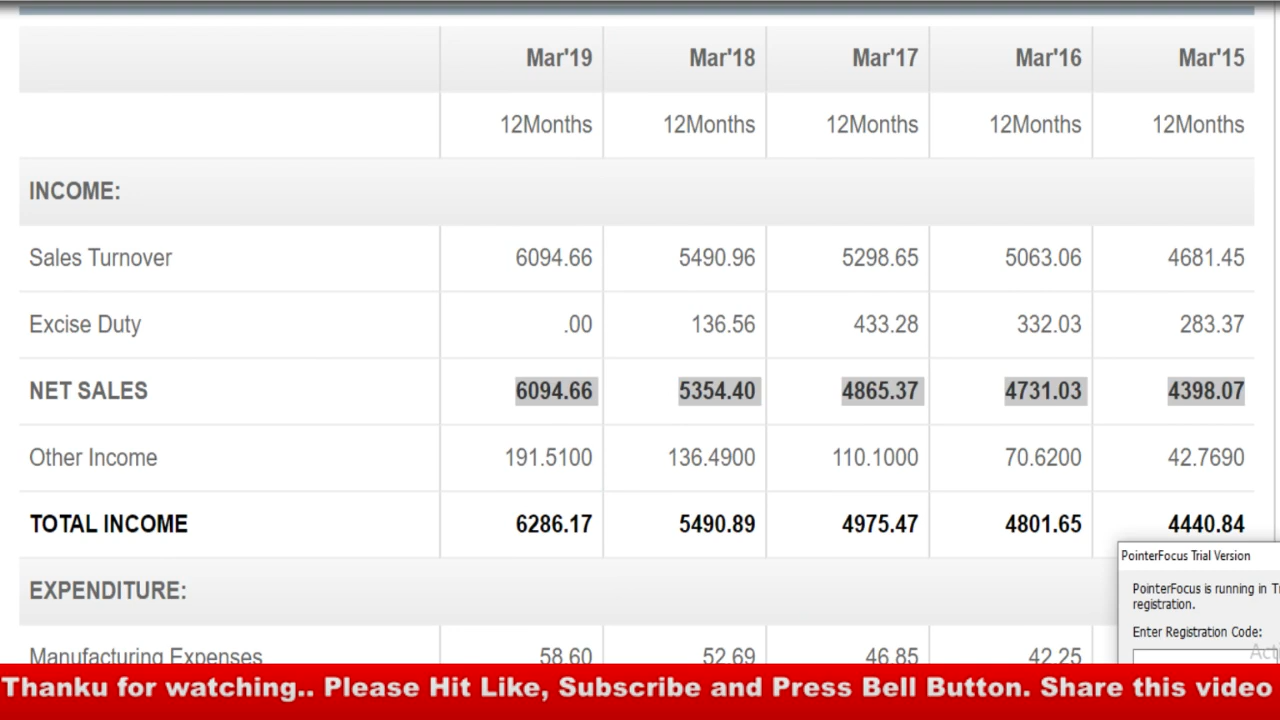 Mar'19 Mar'18 Mar'17 Mar'16 Mar'15
12Months 12Months 12Months 12Months 12Months
INCOME:
Sales Turnover 6094.66 5490.96 5298.65 5063.06 4681.45
Excise Duty .00 136.56 433.28 332.03 283.37
NET SALES 6094.66 5354.40 4865.37 4731.03 4398.07
Other Income 191.5100 136.4900 110.1000 70.6200 42.7690
TOTAL INCOME 6286.17 5490.89 4975.47 4801.65 4440.84
PointerFocus Trial Version
EXPENDITURE:
PointerFocus is running in Tr
registration.
Enter Registration Code:
Manufacturing Expenses 58.60 52.69 46.85 42.25
Thanku for watching.. Please Hit Like, Subscribe and Press Bell Button. Share this video